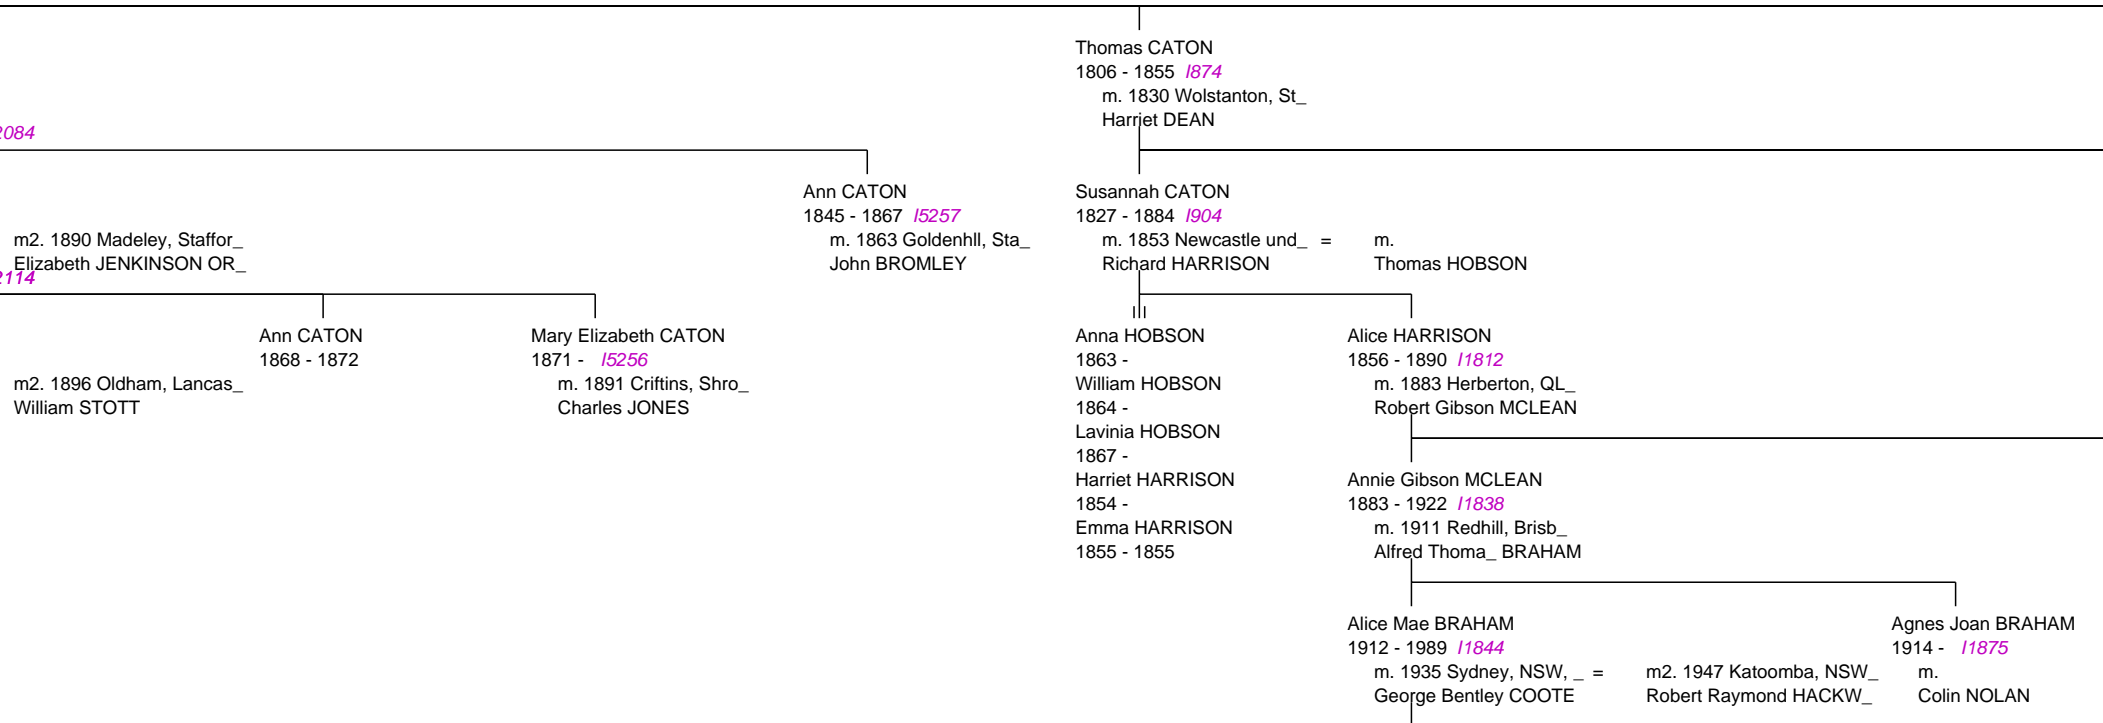 Thomas CATON
1806 - 1855 I874
m. 1830 Wolstanton, St_
Harriet DEAN
2084
Ann CATON
1845 - 1867 I5257
m. 1863 Goldenhll, Sta_
John BROMLEY
Susannah CATON
1827 - 1884 I904
m. 1853 Newcastle und_ = m.
Richard HARRISON Thomas HOBSON
m2. 1890 Madeley, Staffor_
Elizabeth JENKINSON OR_
2114
Ann CATON
1868 - 1872
Mary Elizabeth CATON
1871 - I5256
m. 1891 Criftins, Shro_
Charles JONES
m2. 1896 Oldham, Lancas_
William STOTT
Anna HOBSON
1863 -
William HOBSON
1864 -
Lavinia HOBSON
1867 -
Harriet HARRISON
1854 -
Emma HARRISON
1855 - 1855
Alice HARRISON
1856 - 1890 I1812
m. 1883 Herberton, QL_
Robert Gibson MCLEAN
Annie Gibson MCLEAN
1883 - 1922 I1838
m. 1911 Redhill, Brisb_
Alfred Thoma_ BRAHAM
Alice Mae BRAHAM
1912 - 1989 I1844
m. 1935 Sydney, NSW, _ = m2. 1947 Katoomba, NSW_
George Bentley COOTE Robert Raymond HACKW_
Agnes Joan BRAHAM
1914 - I1875
m.
Colin NOLAN